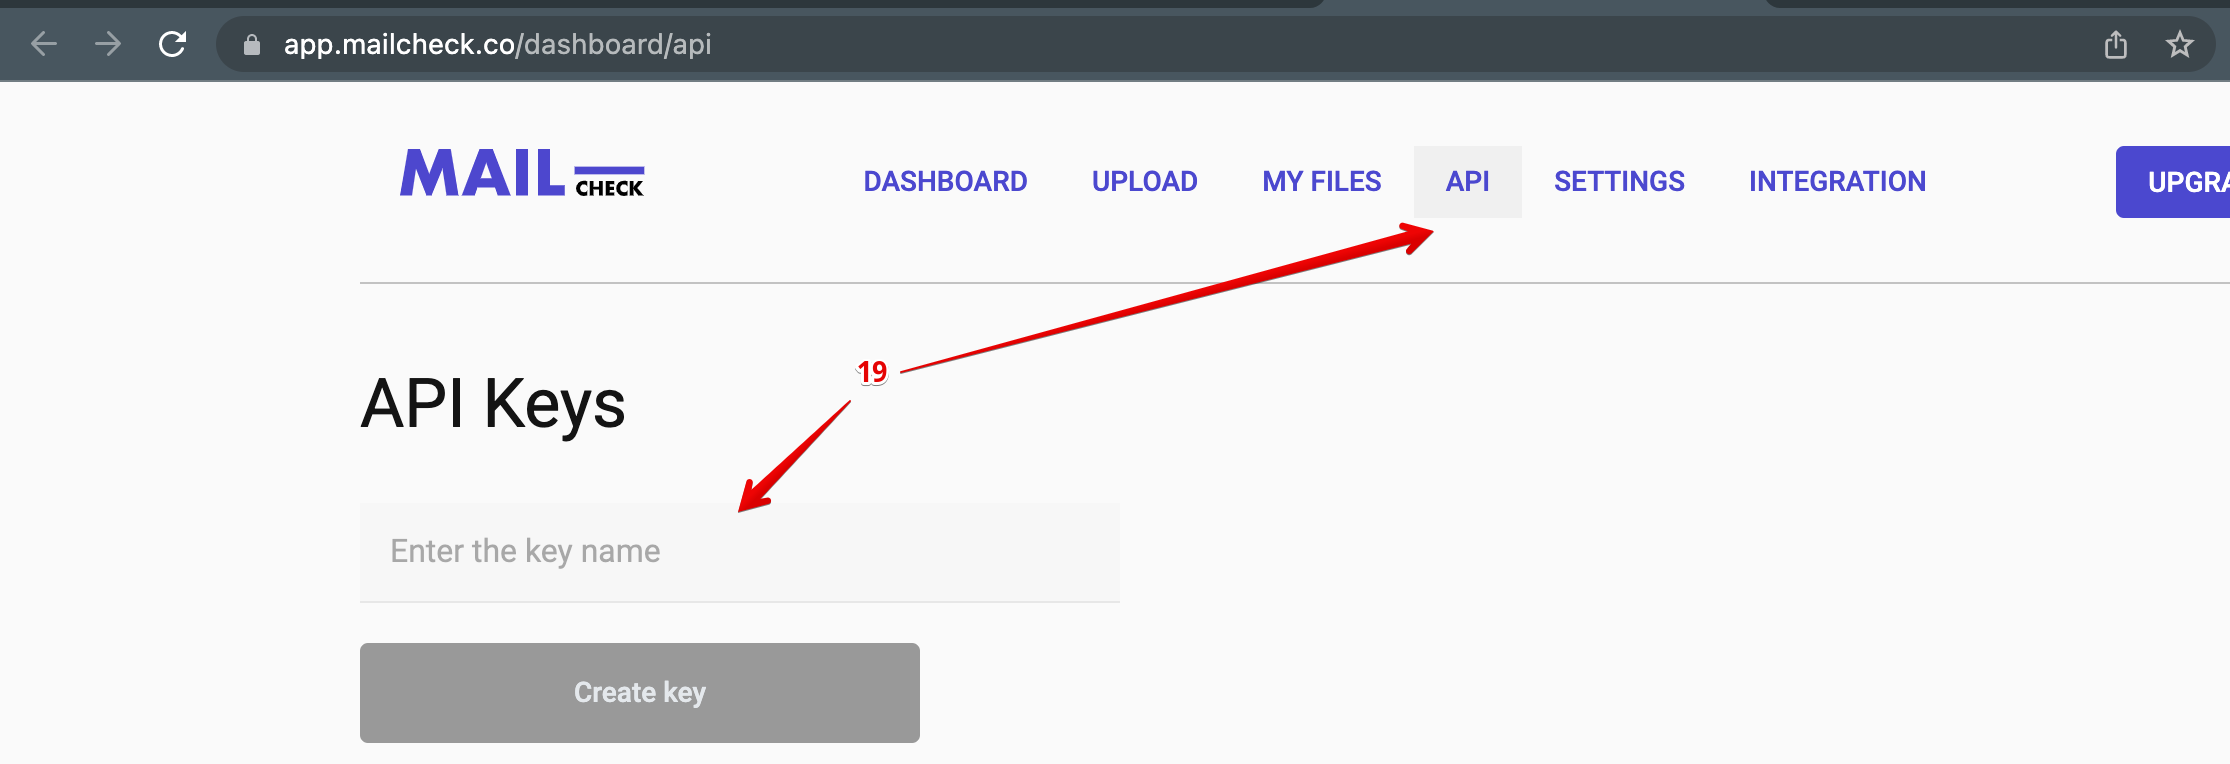 app.mailcheck.co/dashboard/api
MAIL CHECK
DASHBOARD UPLOAD MY FILES API SETTINGS INTEGRATION UPGRA
19
API Keys
Enter the key name
Create key